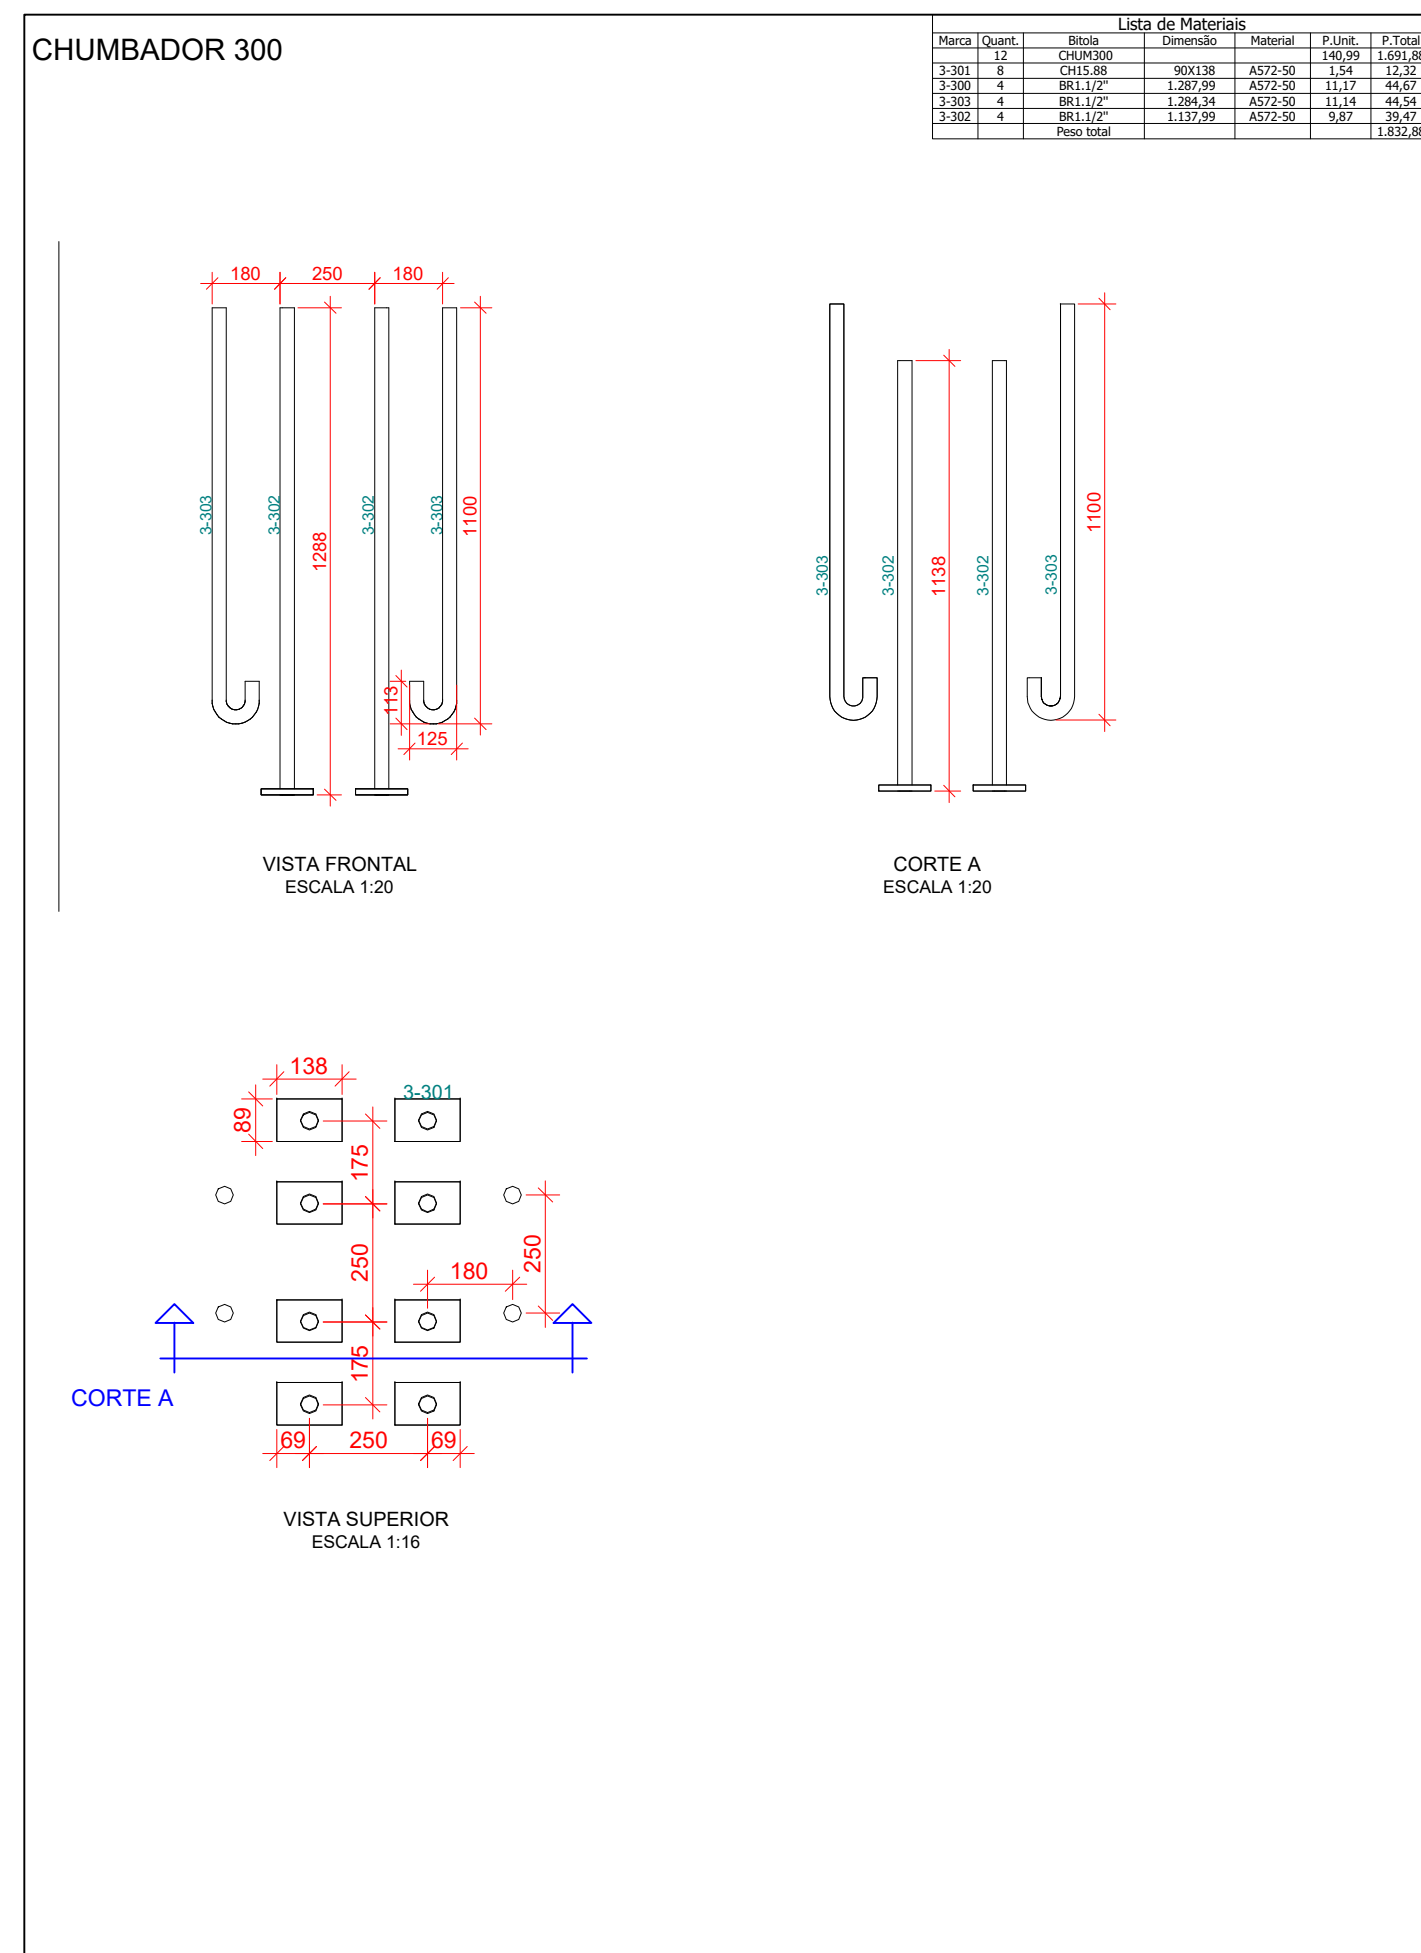 CHUMBADOR 300
Lista de Materiais
Marca Quant. Bitola Dimensão Material P.Unit. P.Total
12 CHUM300 140,99 1.691,88
3-301 8 CH15.88 90X138 A572-50 1,54 12,32
3-300 4 BR1.1/2" 1.287,99 A572-50 11,17 44,67
3-303 4 BR1.1/2" 1.284,34 A572-50 11,14 44,54
3-302 4 BR1.1/2" 1.137,99 A572-50 9,87 39,47
Peso total 1.832,88
180 250 180
3-303
3-302
1288
3-302
3-303
1100
113
125
VISTA FRONTAL
ESCALA 1:20
3-303
3-302
1138
3-302
3-303
1100
CORTE A
ESCALA 1:20
138
3-301
89
175
250
250
180
175
CORTE A
69 250 69
VISTA SUPERIOR
ESCALA 1:16